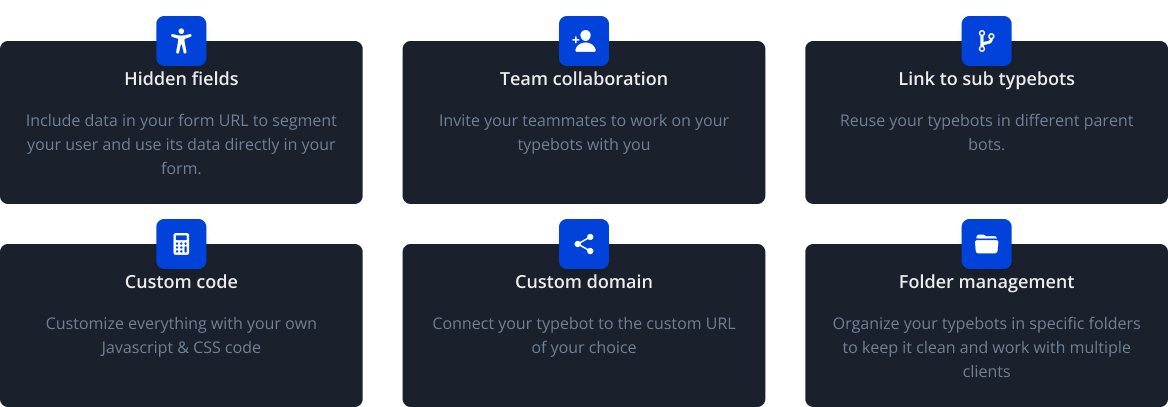 Hidden fields
Include data in your form URL to segment
your user and use its data directly in your
form.
Team collaboration
Invite your teammates to work on your
typebots with you
Link to sub typebots
Reuse your typebots in different parent
bots.
Custom code
Customize everything with your own
Javascript & CSS code
Custom domain
Connect your typebot to the custom URL
of your choice
Folder management
Organize your typebots in specific folders
to keep it clean and work with multiple
clients